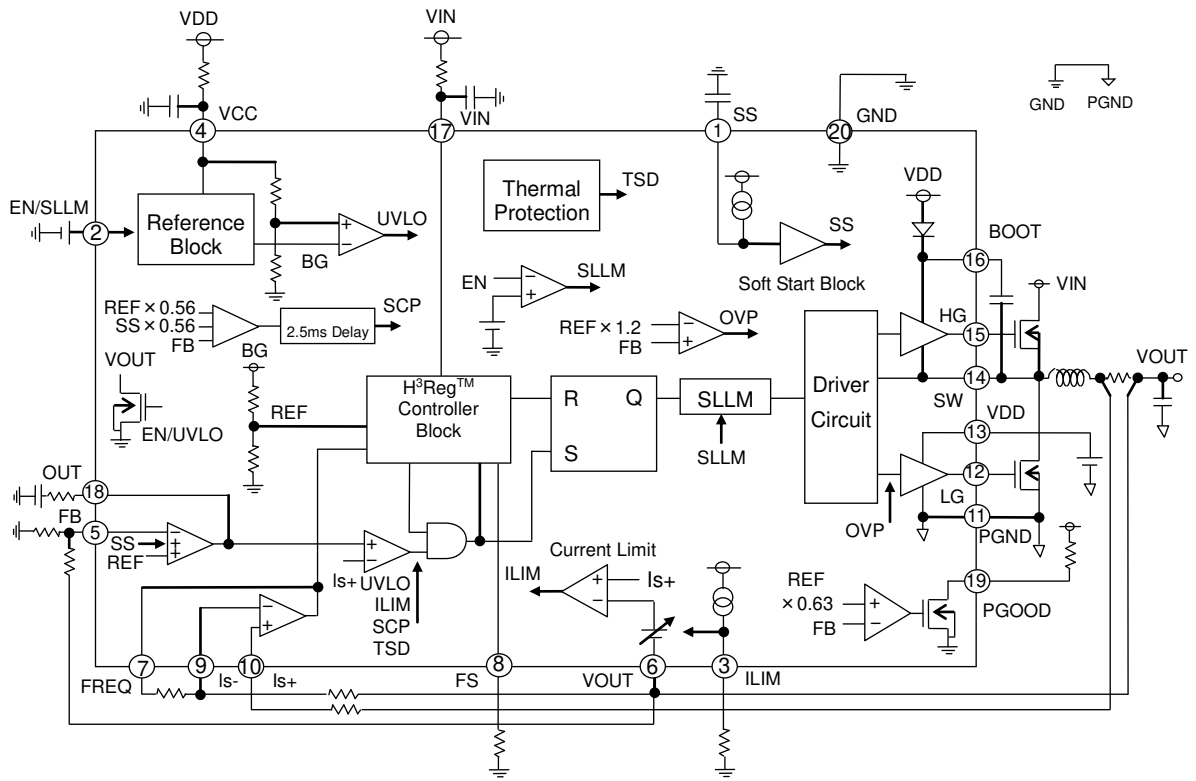 VDD
VIN
VCC
VIN
SS
GND
GND
PGND
4
17
1
20
Thermal
Protection
TSD
VDD
EN/SLLM
2
Reference
Block
+
−
UVLO
BG
SS
BOOT
16
EN
−
+
SLLM
Soft Start Block
VIN
REF × 0.56
SS × 0.56
FB
2.5ms Delay
SCP
REF × 1.2
FB
−
+
OVP
HG
15
VOUT
BG
VOUT
H³Reg™
Controller
Block
R
Q
S
SLLM
SLLM
Driver
Circuit
14
SW
VDD
REF
EN/UVLO
13
12
LG
OUT
18
FB
5
SS
REF
−
+
+
+
−
Is+
UVLO
ILIM
SCP
TSD
OVP
11
PGND
Current Limit
ILIM
+
−
Is+
19
PGOOD
REF
× 0.63
FB
+
−
−
+
7
9
10
8
6
3
FREQ
Is-
Is+
FS
VOUT
ILIM